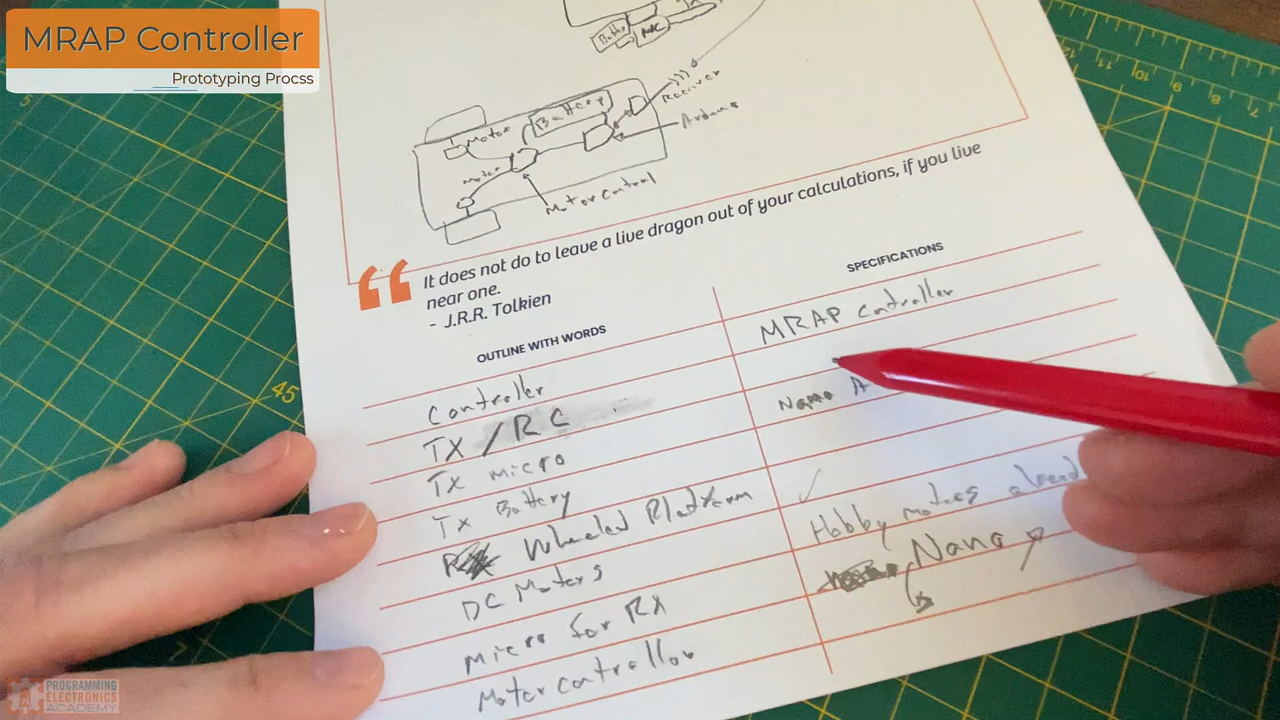 MRAP Controller
Prototyping Procss
Motor
Battery
Receiver
Motor
Motor control
It does not do to leave a live dragon out of your calculations, if you live
near one.
- J.R.R. Tolkien
OUTLINE WITH WORDS
SPECIFICATIONS
Controller
MRAP Controller
TX / RC
TX micro
Nano A
TX Battery
Wheeled Platform
✓
DC Motors
Hobby motors already
Micro for RX
Nano
Motor controller
45
PROGRAMMING
ELECTRONICS
ACADEMY